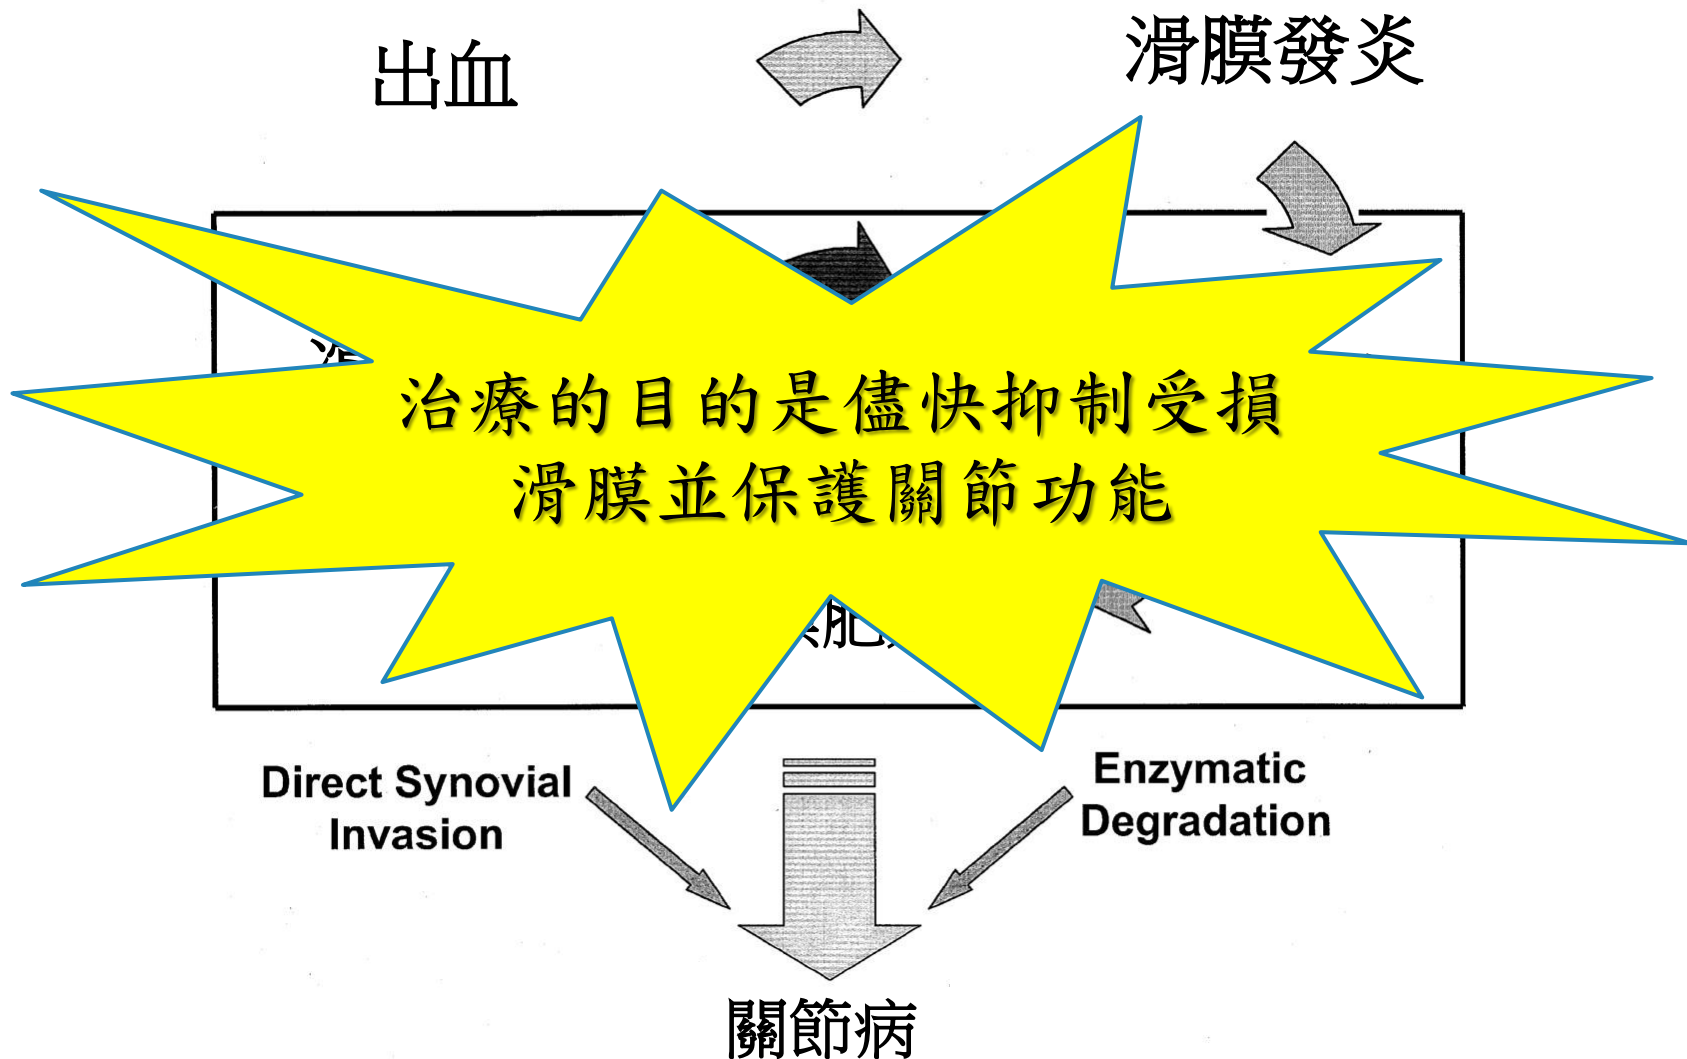 出血
滑膜發炎
治療的目的是儘快抑制受損
滑膜並保護關節功能
肥
Direct Synovial
Invasion
Enzymatic
Degradation
關節病